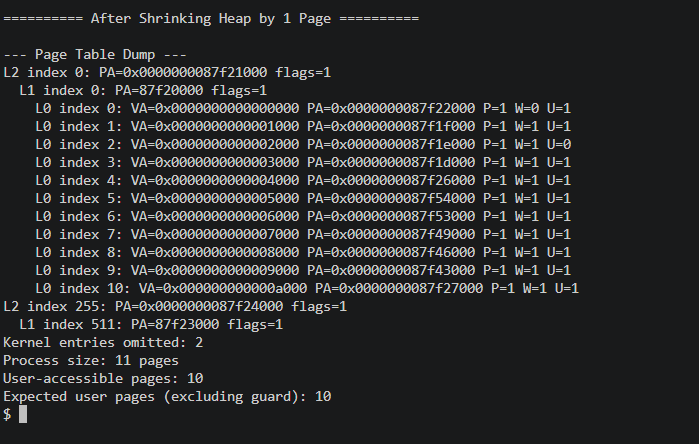 ========== After Shrinking Heap by 1 Page ==========
--- Page Table Dump ---
L2 index 0: PA=0x0000000087f21000 flags=1
L1 index 0: PA=87f20000 flags=1
L0 index 0: VA=0x0000000000000000 PA=0x0000000087f22000 P=1 W=0 U=1
L0 index 1: VA=0x0000000000001000 PA=0x0000000087f1f000 P=1 W=1 U=1
L0 index 2: VA=0x0000000000002000 PA=0x0000000087f1e000 P=1 W=1 U=0
L0 index 3: VA=0x0000000000003000 PA=0x0000000087f1d000 P=1 W=1 U=1
L0 index 4: VA=0x0000000000004000 PA=0x0000000087f26000 P=1 W=1 U=1
L0 index 5: VA=0x0000000000005000 PA=0x0000000087f54000 P=1 W=1 U=1
L0 index 6: VA=0x0000000000006000 PA=0x0000000087f53000 P=1 W=1 U=1
L0 index 7: VA=0x0000000000007000 PA=0x0000000087f49000 P=1 W=1 U=1
L0 index 8: VA=0x0000000000008000 PA=0x0000000087f46000 P=1 W=1 U=1
L0 index 9: VA=0x0000000000009000 PA=0x0000000087f43000 P=1 W=1 U=1
L0 index 10: VA=0x000000000000a000 PA=0x0000000087f27000 P=1 W=1 U=1
L2 index 255: PA=0x0000000087f24000 flags=1
L1 index 511: PA=87f23000 flags=1
Kernel entries omitted: 2
Process size: 11 pages
User-accessible pages: 10
Expected user pages (excluding guard): 10
$